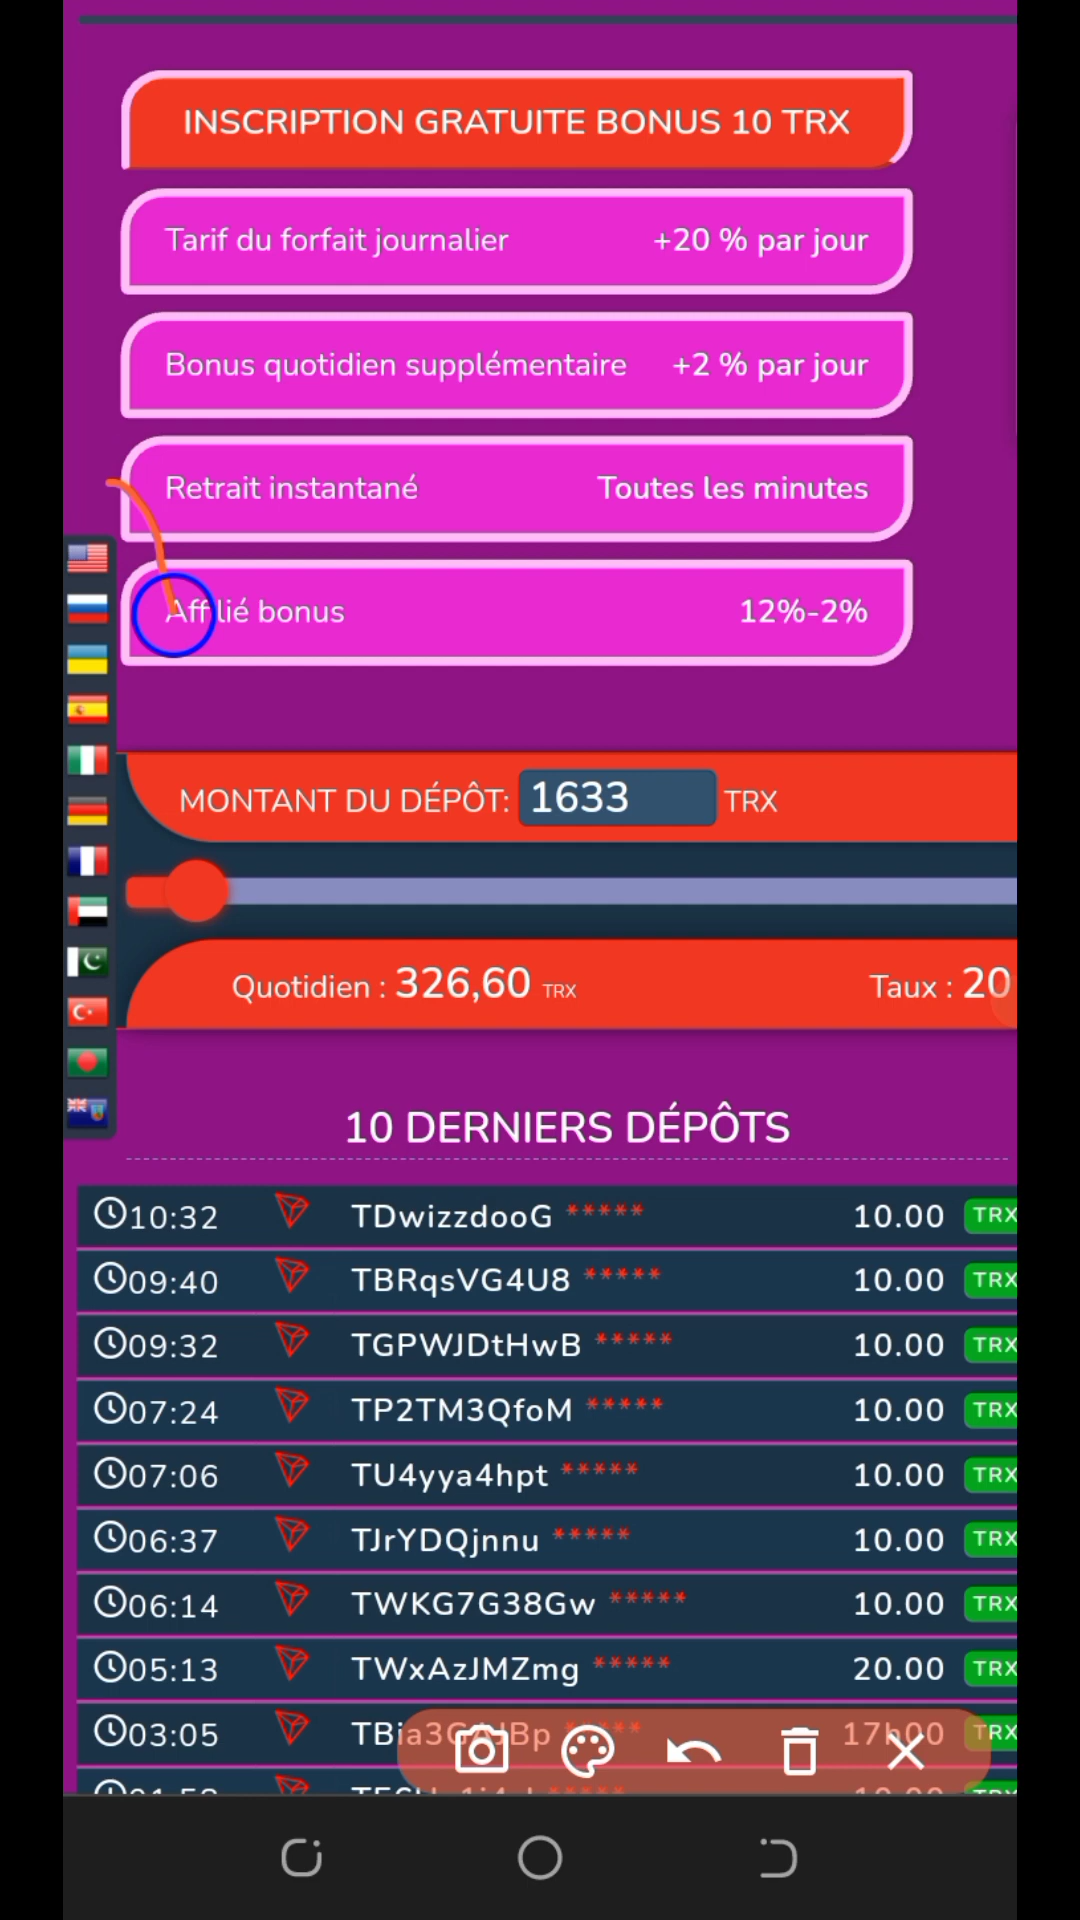 INSCRIPTION GRATUITE BONUS 10 TRX
Tarif du forfait journalier +20 % par jour
Bonus quotidien supplémentaire +2 % par jour
Retrait instantané Toutes les minutes
Affilié bonus 12%-2%
MONTANT DU DÉPÔT: 1633 TRX
Quotidien : 326,60 TRX Taux : 20
10 DERNIERS DÉPÔTS
10:32 TDwizzdooG ***** 10.00 TRX
09:40 TBRqsVG4U8 ***** 10.00 TRX
09:32 TGPWJDtHwB ***** 10.00 TRX
07:24 TP2TM3QfoM ***** 10.00 TRX
07:06 TU4yya4hpt ***** 10.00 TRX
06:37 TJrYDQjnnu ***** 10.00 TRX
06:14 TWKG7G38Gw ***** 10.00 TRX
05:13 TWxAzJMZmg ***** 20.00 TRX
03:05 ***** 17h00 TRX